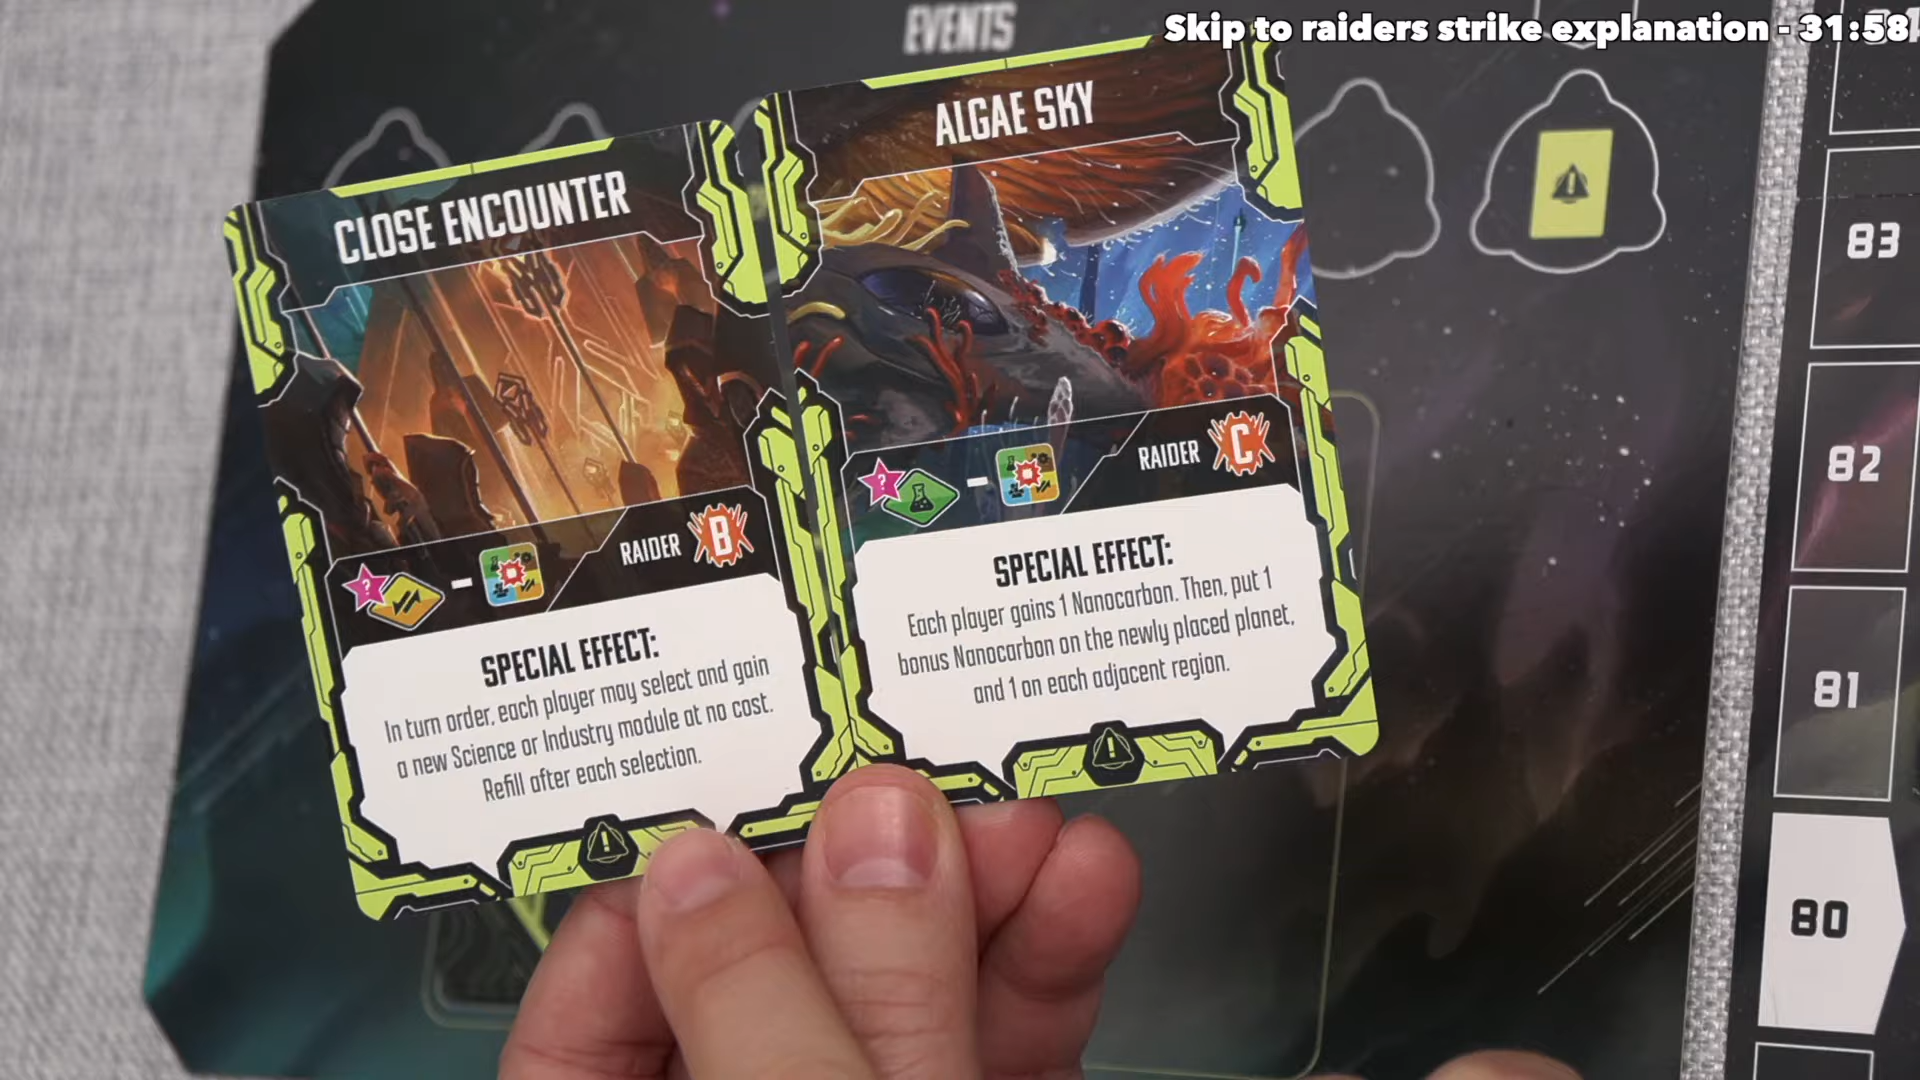 EVENTS
Skip to raiders strike explanation - 31:58
CLOSE ENCOUNTER
?
RAIDER B
SPECIAL EFFECT:
In turn order, each player may select and gain
a new Science or Industry module at no cost.
Refill after each selection.
!
ALGAE SKY
?
RAIDER C
SPECIAL EFFECT:
Each player gains 1 Nanocarbon. Then, put 1
bonus Nanocarbon on the newly placed planet,
and 1 on each adjacent region.
!
!
83
82
81
80